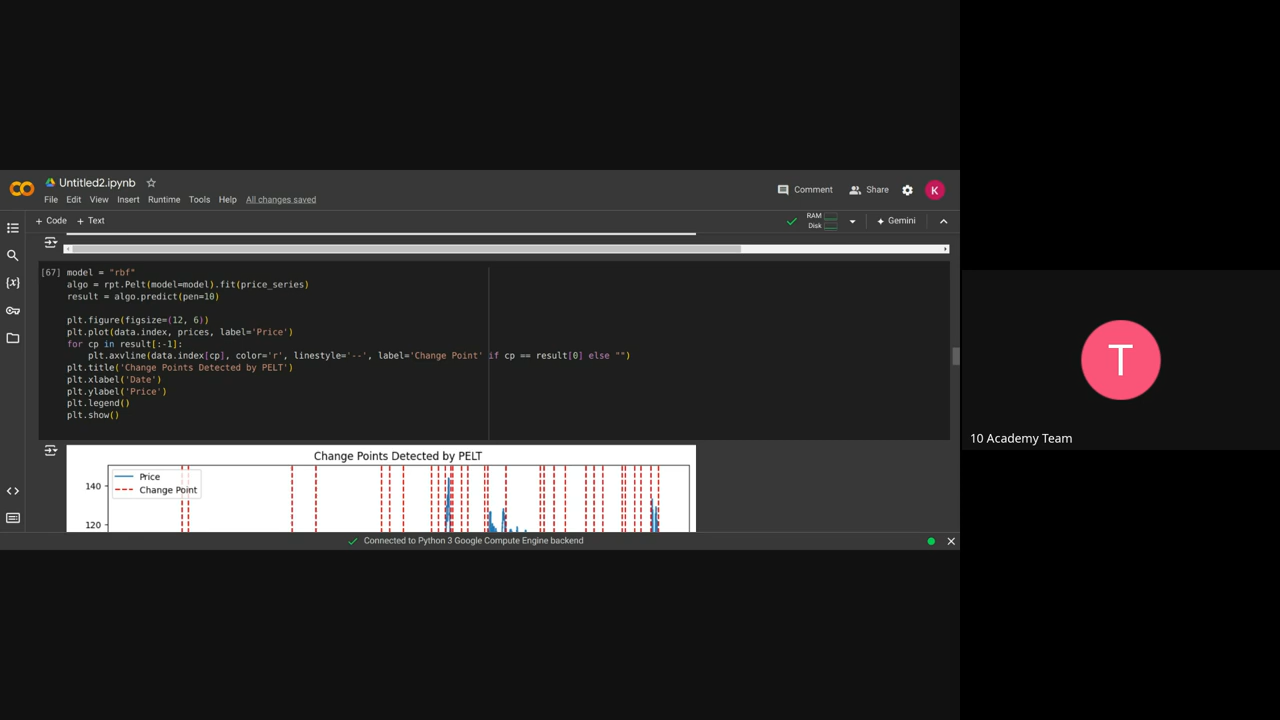 Untitled2.ipynb
File Edit View Insert Runtime Tools Help All changes saved
Comment Share K
+ Code + Text
RAM
Disk
Gemini
[67] model = "rbf"
algo = rpt.Pelt(model=model).fit(price_series)
result = algo.predict(pen=10)
plt.figure(figsize=(12, 6))
plt.plot(data.index, prices, label='Price')
for cp in result[:-1]:
    plt.axvline(data.index[cp], color='r', linestyle='--', label='Change Point' if cp == result[0] else "")
plt.title('Change Points Detected by PELT')
plt.xlabel('Date')
plt.ylabel('Price')
plt.legend()
plt.show()
Change Points Detected by PELT
Price
Change Point
140
120
Connected to Python 3 Google Compute Engine backend
T
10 Academy Team